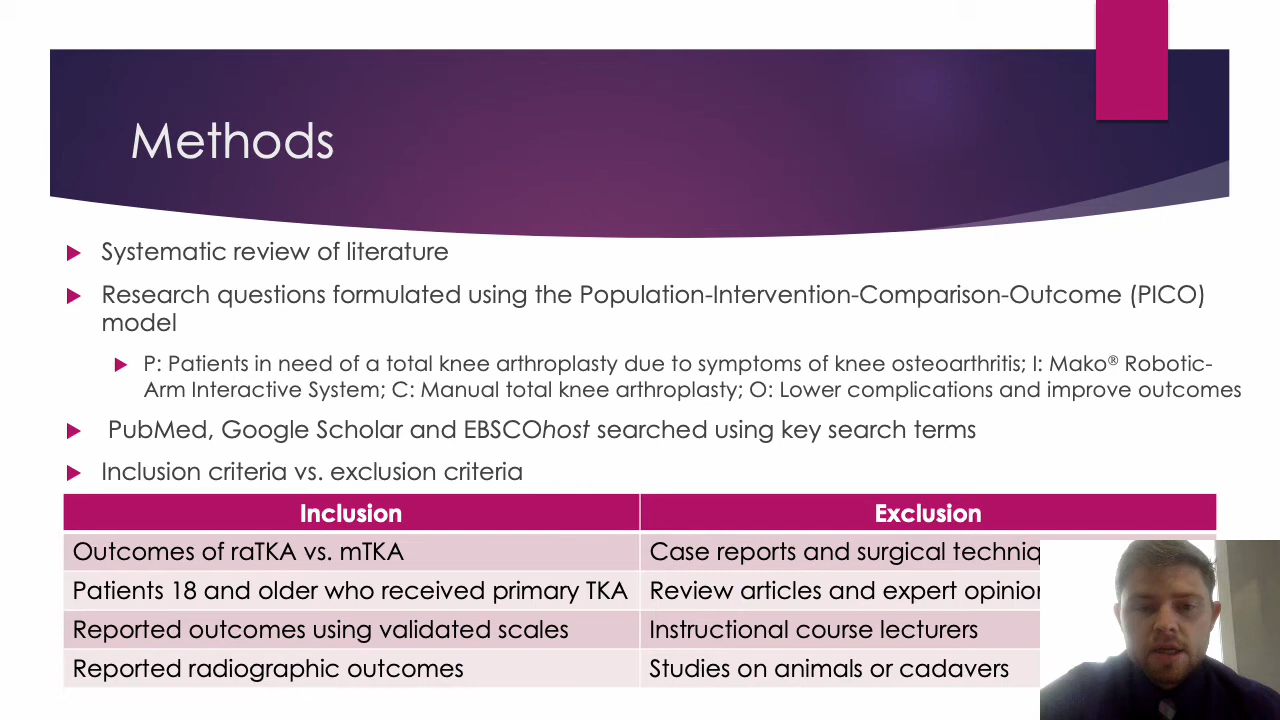 Methods
Systematic review of literature
Research questions formulated using the Population-Intervention-Comparison-Outcome (PICO)
model
P: Patients in need of a total knee arthroplasty due to symptoms of knee osteoarthritis; I: Mako® Robotic-
Arm Interactive System; C: Manual total knee arthroplasty; O: Lower complications and improve outcomes
PubMed, Google Scholar and EBSCOhost searched using key search terms
Inclusion criteria vs. exclusion criteria
Inclusion Exclusion
Outcomes of raTKA vs. mTKA Case reports and surgical
Patients 18 and older who received primary TKA Review articles and expert
Reported outcomes using validated scales Instructional course lecturers
Reported radiographic outcomes Studies on animals or cadavers